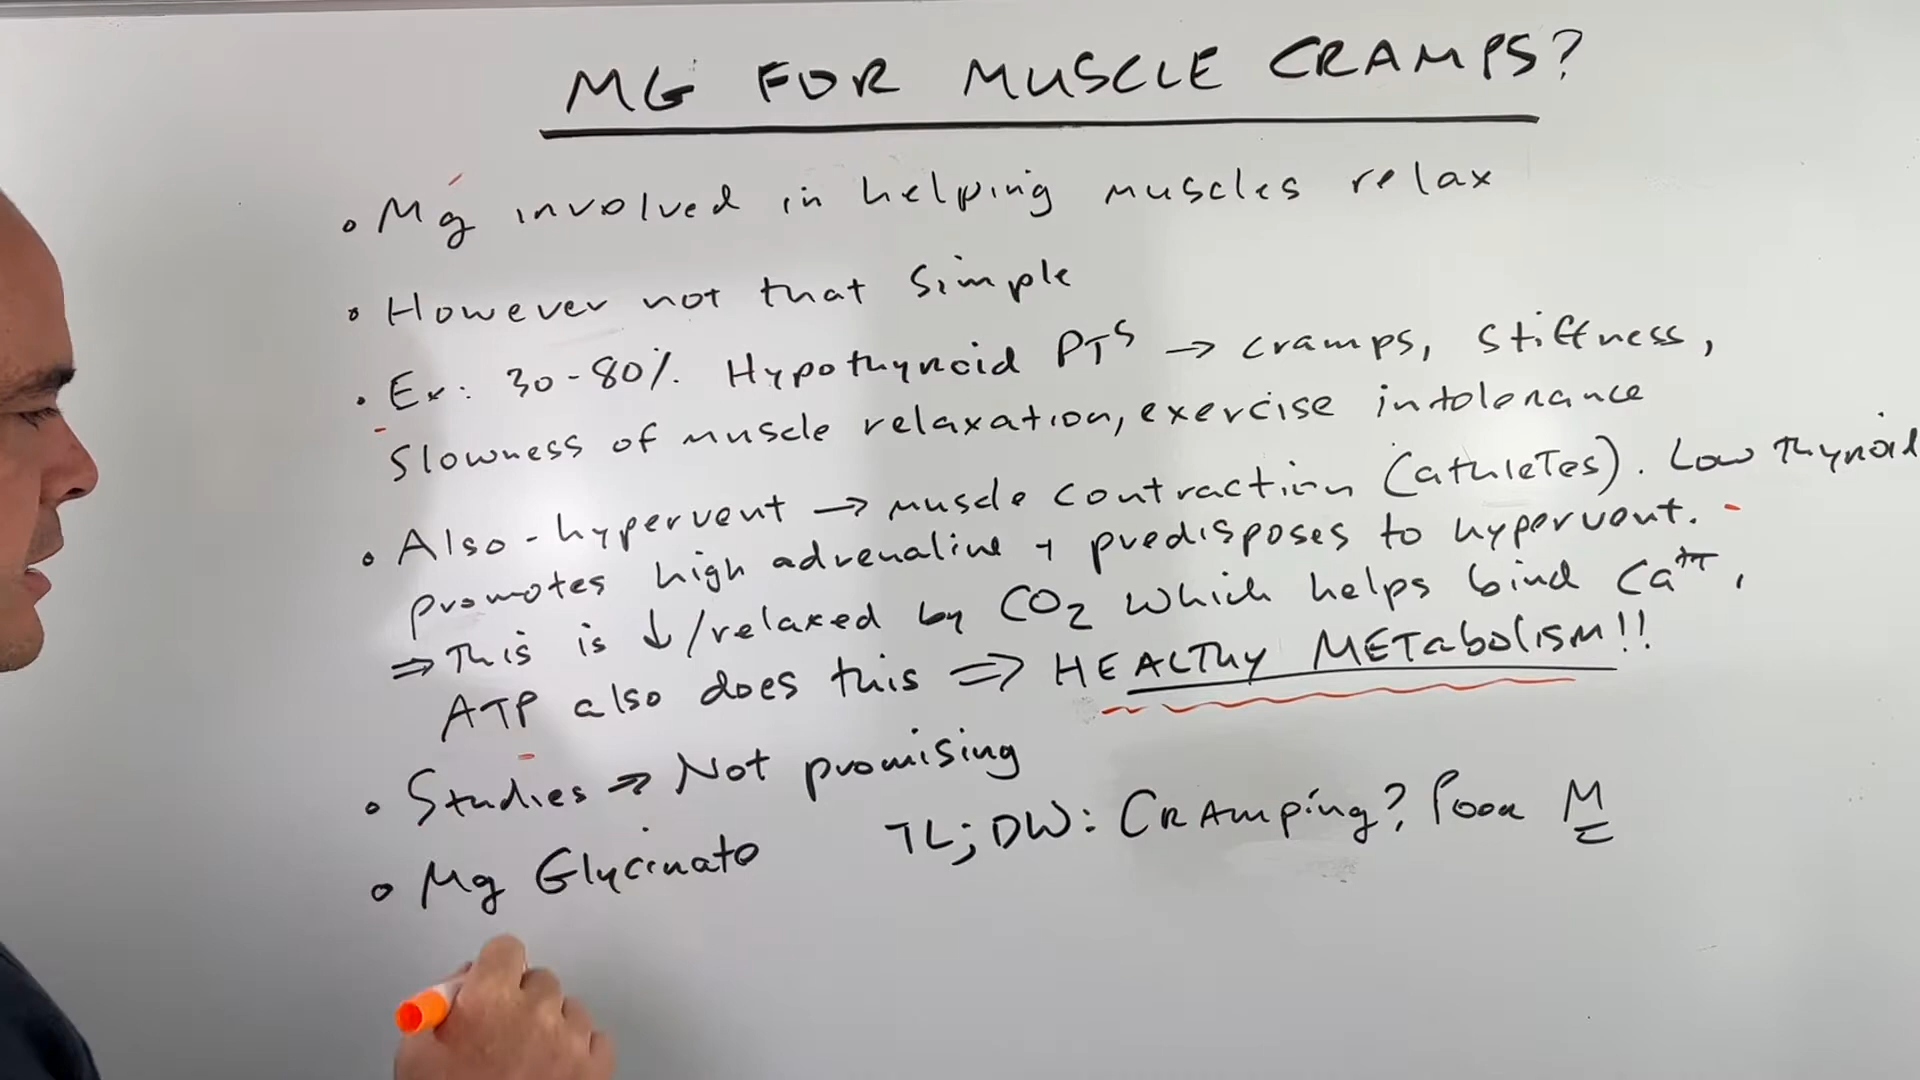 MG FOR MUSCLE CRAMPS?
• Mg involved in helping muscles relax
• However not that simple
• Ex: 30-80% Hypothyroid PTs → cramps, stiffness,
slowness of muscle relaxation, exercise intolerance
• Also - hypervent → muscle contraction (athletes). Low thyroid
promotes high adrenaline + predisposes to hypervent.
⇒ This is ↓/relaxed by CO2 which helps bind Ca++,
ATP also does this ⇒ HEALTHY METABOLISM!!
• Studies → Not promising
• Mg Glycinate TL;DW: CRAMPING? Poor M